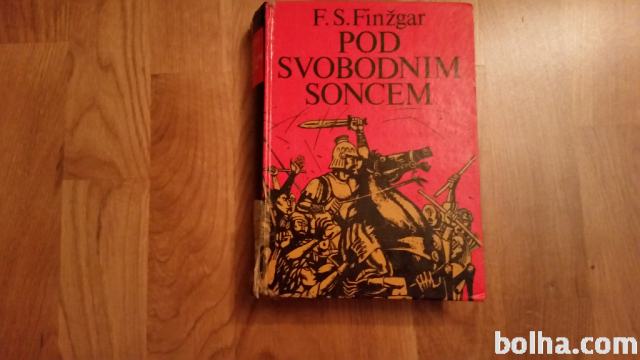 F. S. Finžgar
POD
SVOBODNIM
SONCEM
bolha.com